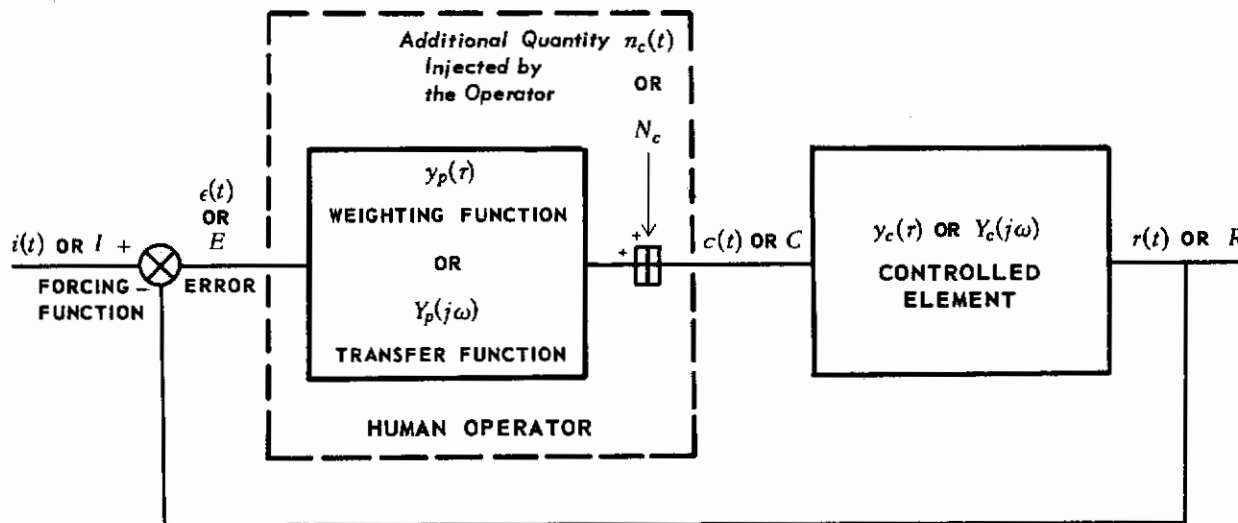 Additional Quantity n_c(t)
Injected by
the Operator
OR
N_c
y_p(τ)
WEIGHTING FUNCTION
OR
Y_p(jω)
TRANSFER FUNCTION
HUMAN OPERATOR
i(t) OR I +
FORCING –
FUNCTION
ϵ(t)
OR
E
ERROR
+
+
c(t) OR C
y_c(τ) OR Y_c(jω)
CONTROLLED
ELEMENT
r(t) OR R